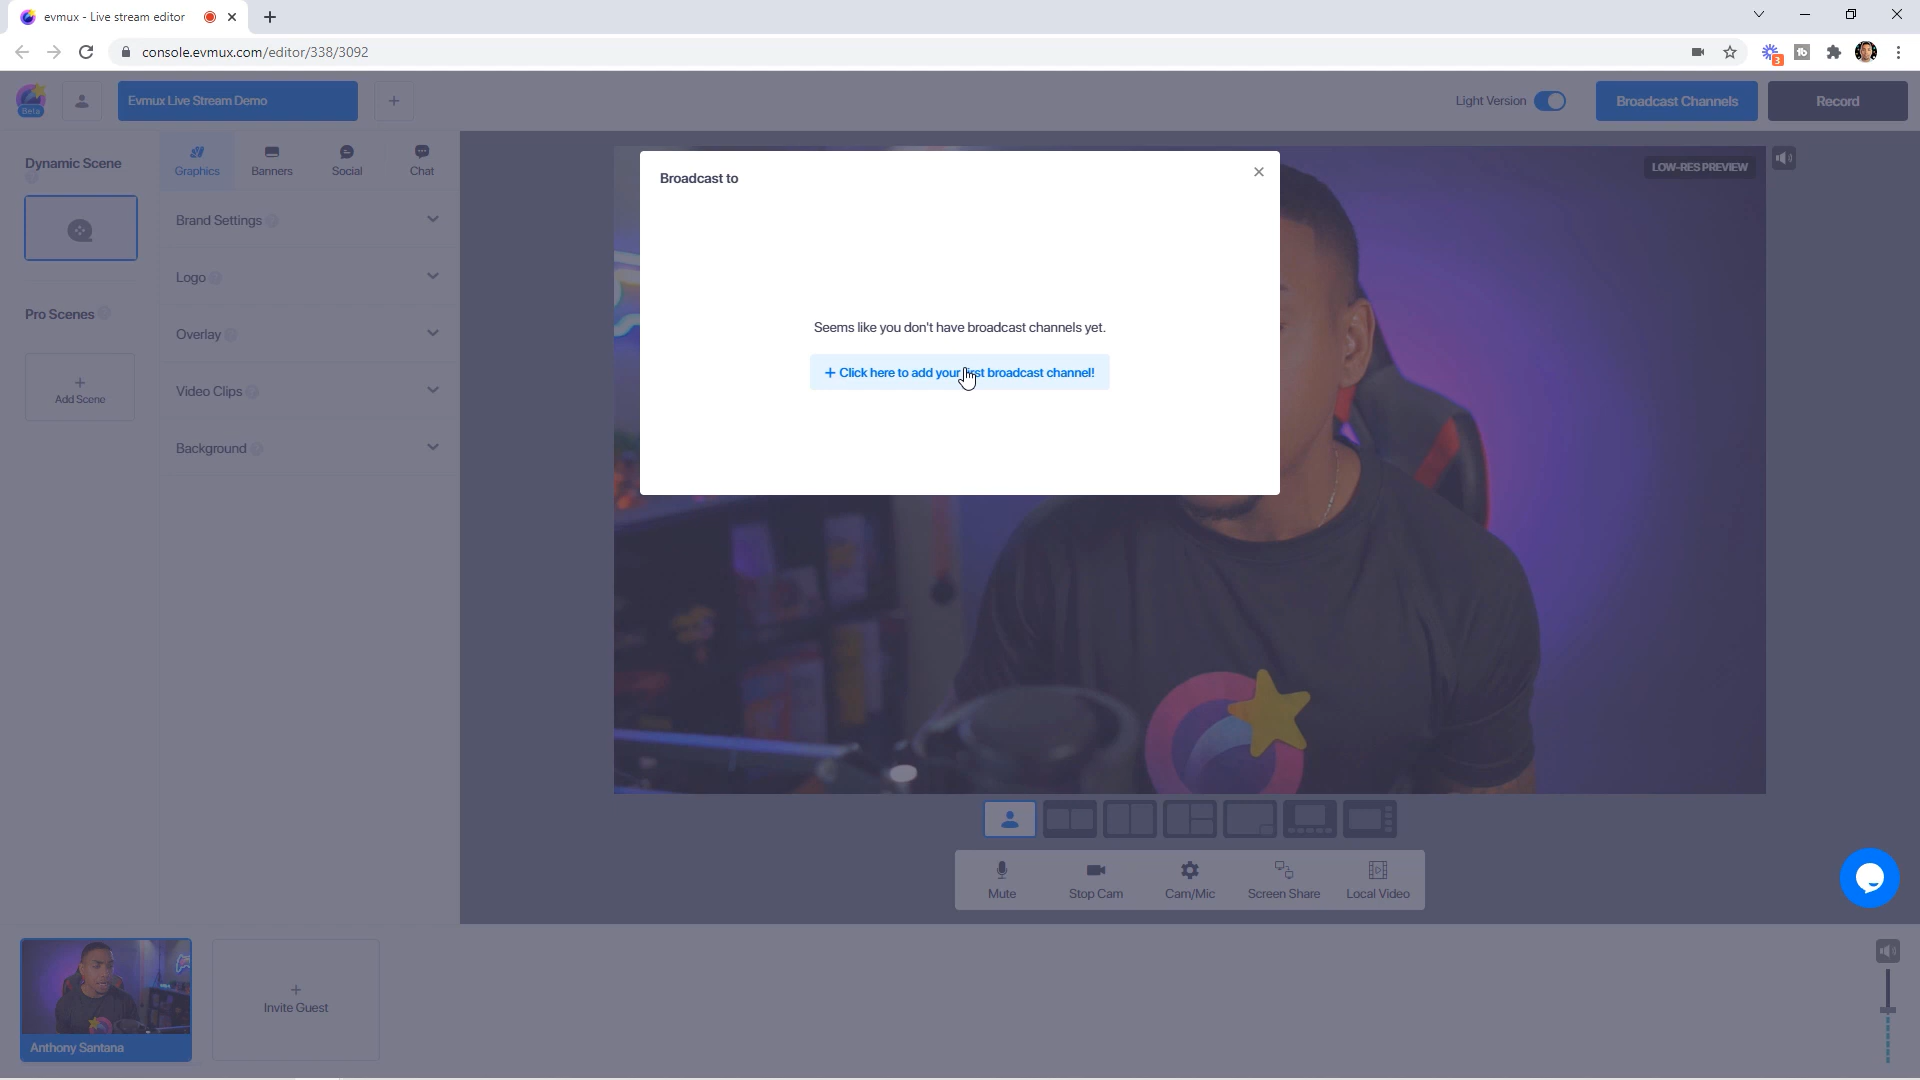 evmux - Live stream editor
console.evmux.com/editor/338/3092
3
Beta
Evmux Live Stream Demo
Light Version
Broadcast Channels
Record
Dynamic Scene
Graphics
Banners
Social
Chat
Broadcast to
LOW-RES PREVIEW
Brand Settings
Logo
Pro Scenes
Overlay
Seems like you don't have broadcast channels yet.
+ Click here to add your first broadcast channel!
Add Scene
Video Clips
Background
Mute
Stop Cam
Cam/Mic
Screen Share
Local Video
Anthony Santana
Invite Guest